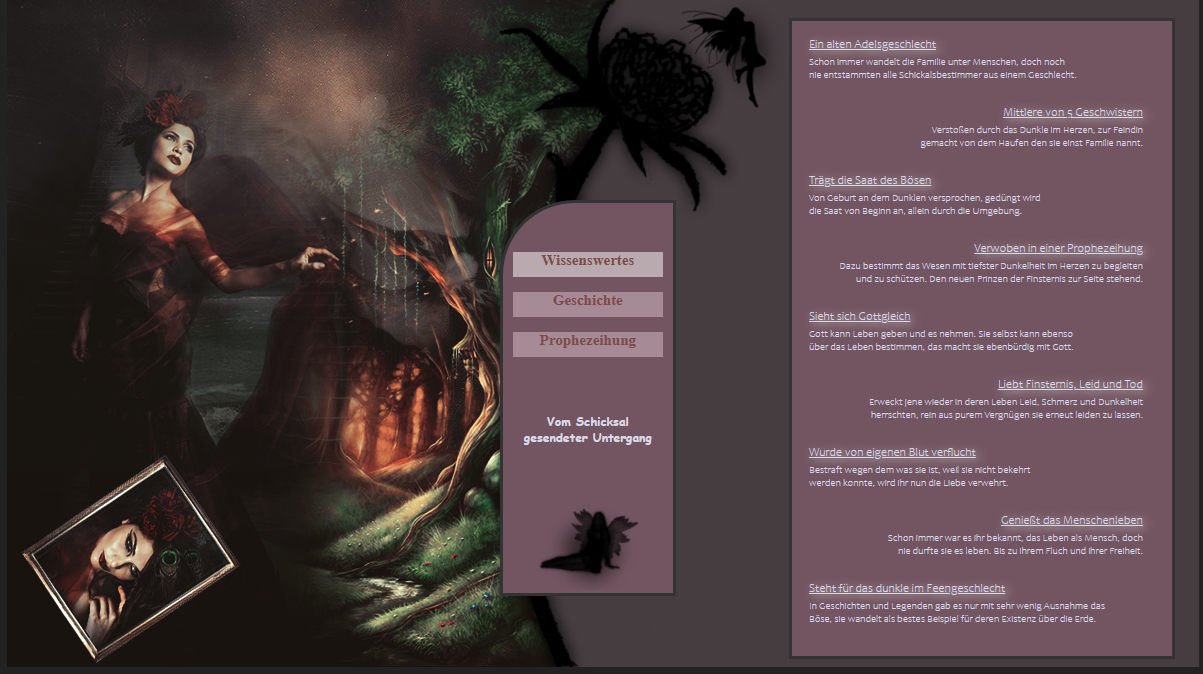 Wissenswertes
Geschichte
Prophezeihung
Vom Schicksal
gesendeter Untergang
Ein alten Adelsgeschlecht
Schon immer wandelt die Familie unter Menschen, doch noch
nie entstammten alle Schickalsbestimmer aus einem Geschlecht.
Mittlere von 5 Geschwistern
Verstoßen durch das Dunkle im Herzen, zur Feindin
gemacht von dem Haufen den sie einst Familie nannt.
Trägt die Saat des Bösen
Von Geburt an dem Dunklen versprochen, gedüngt wird
die Saat von Beginn an, allein durch die Umgebung.
Verwoben in einer Prophezeihung
Dazu bestimmt das Wesen mit tiefster Dunkelheit im Herzen zu begleiten
und zu schützen. Den neuen Prinzen der Finsternis zur Seite stehend.
Sieht sich Gottgleich
Gott kann Leben geben und es nehmen. Sie selbst kann ebenso
über das Leben bestimmen, das macht sie ebenbürdig mit Gott.
Liebt Finsternis, Leid und Tod
Erweckt jene wieder in deren Leben Leid, Schmerz und Dunkelheit
herrschten, rein aus purem Vergnügen sie erneut leiden zu lassen.
Wurde von eigenen Blut verflucht
Bestraft wegen dem was sie ist, weil sie nicht bekehrt
werden konnte, wird ihr nun die Liebe verwehrt.
Genießt das Menschenleben
Schon immer war es ihr bekannt, das Leben als Mensch, doch
nie durfte sie es leben. Bis zu ihrem Fluch und ihrer Freiheit.
Steht für das dunkle im Feengeschlecht
In Geschichten und Legenden gab es nur mit sehr wenig Ausnahme das
Böse, sie wandelt als bestes Beispiel für deren Existenz über die Erde.